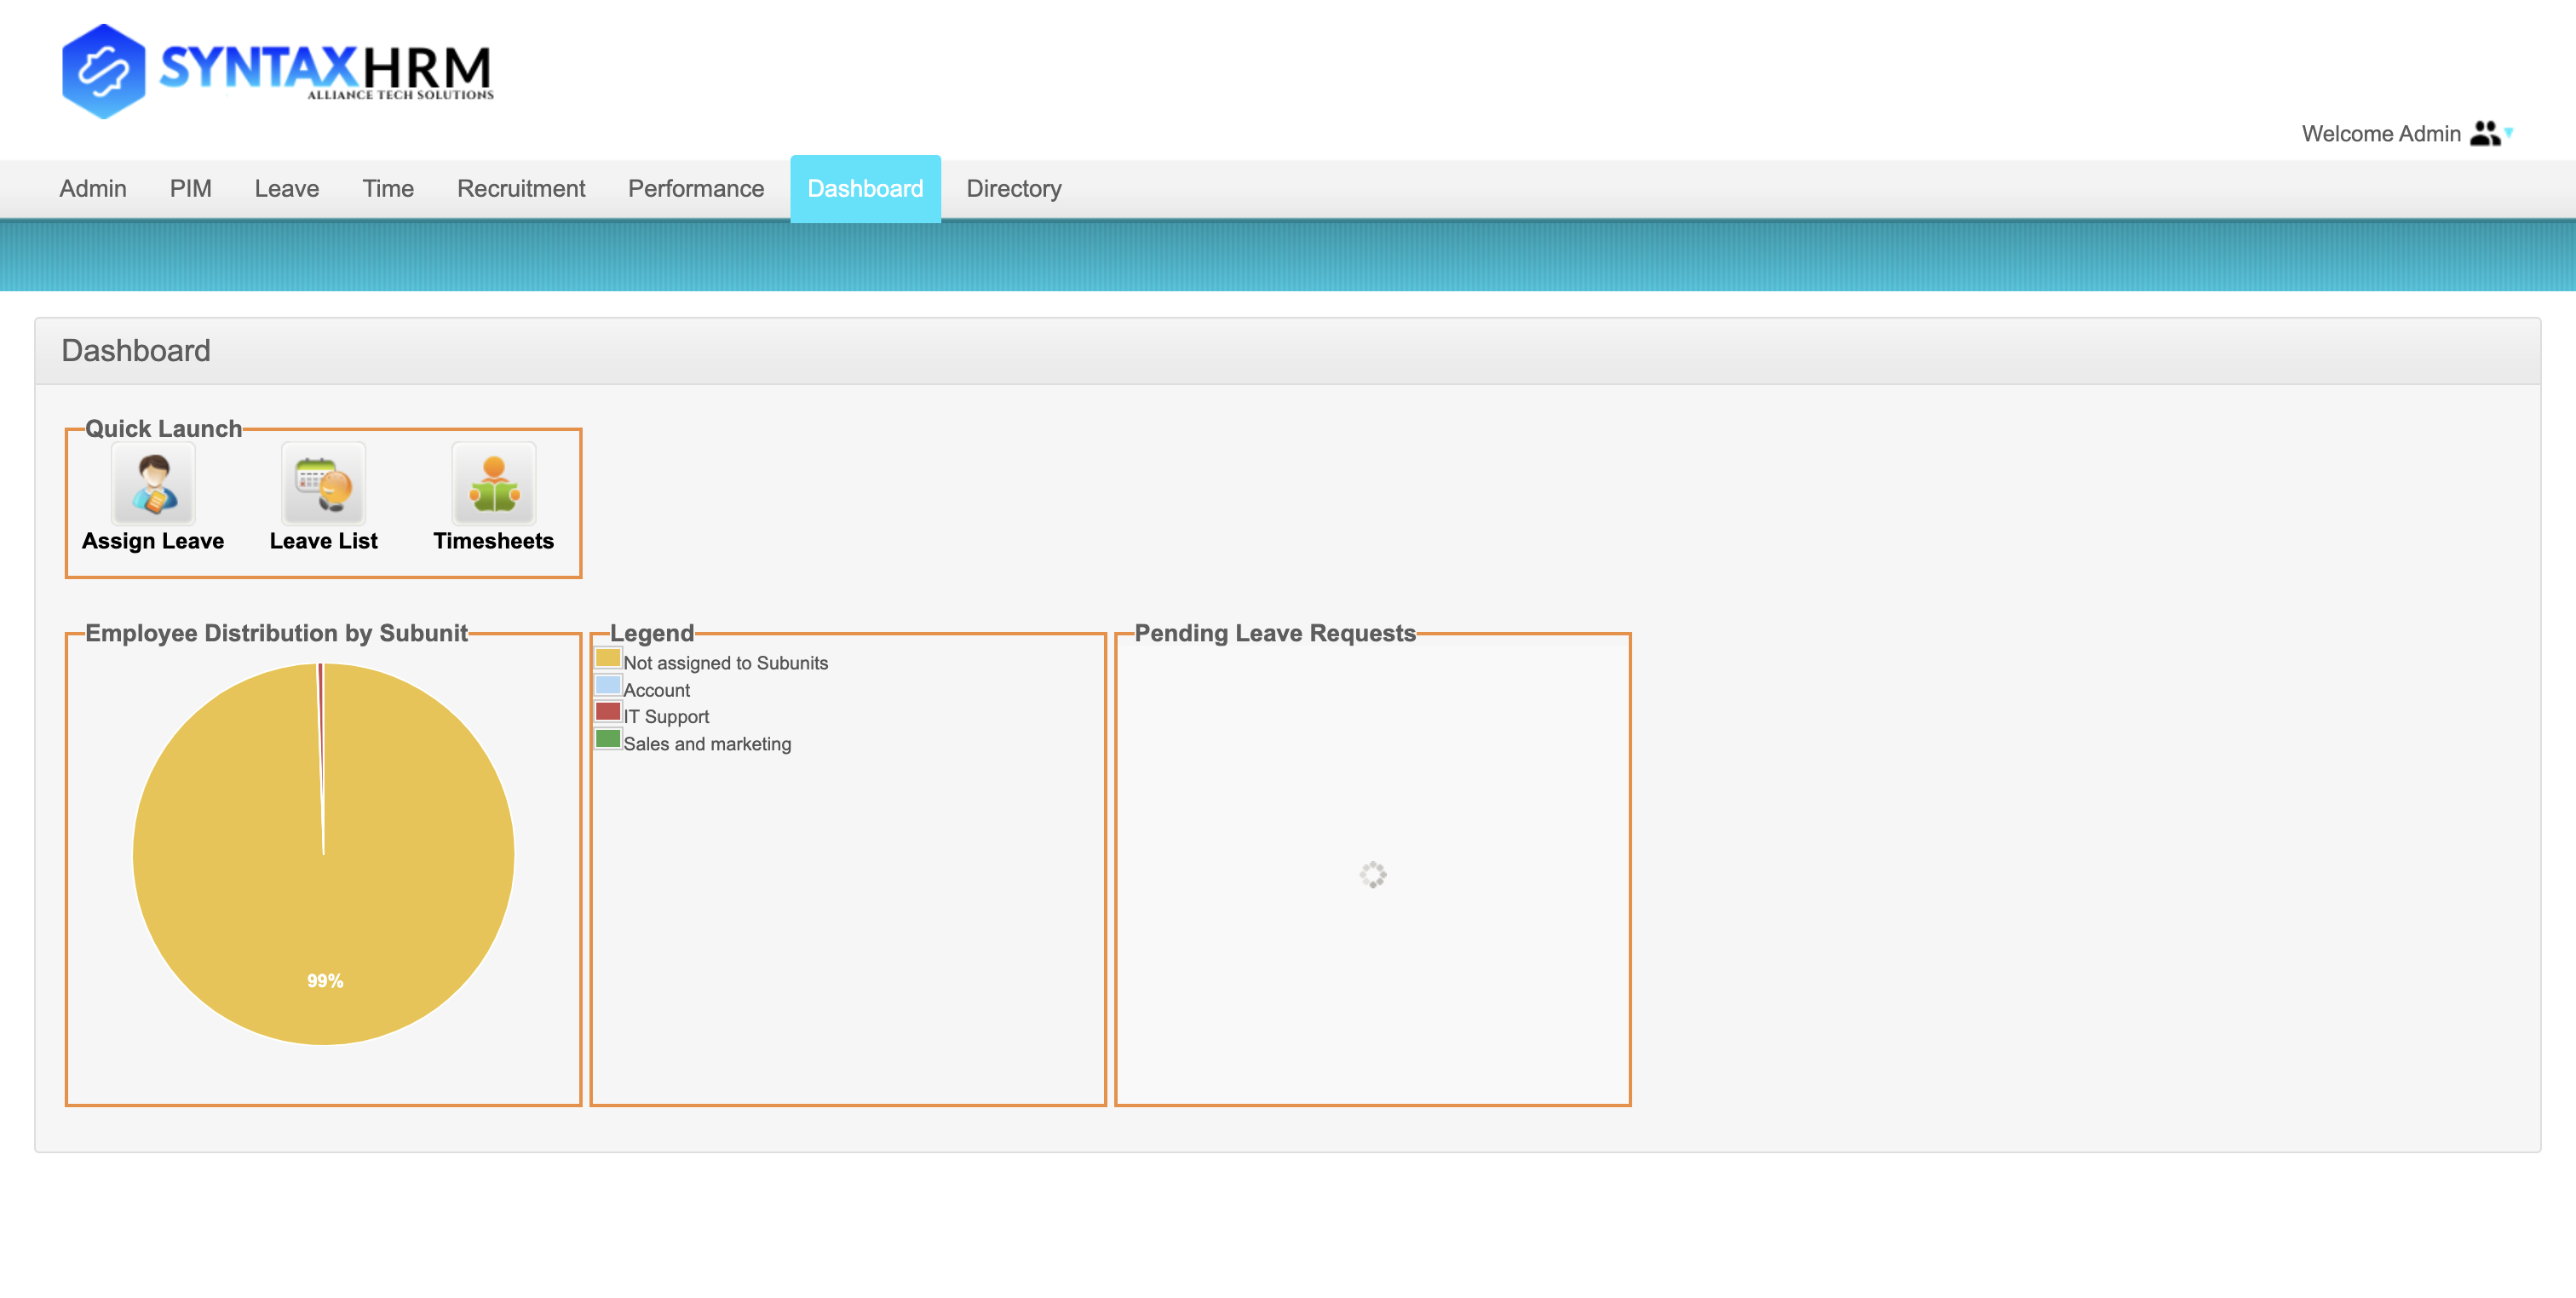 SYNTAXHRM
ALLIANCE TECH SOLUTIONS
Welcome Admin
Admin PIM Leave Time Recruitment Performance Dashboard Directory
Dashboard
Quick Launch
Assign Leave Leave List Timesheets
Employee Distribution by Subunit
99%
Legend
Not assigned to Subunits
Account
IT Support
Sales and marketing
Pending Leave Requests